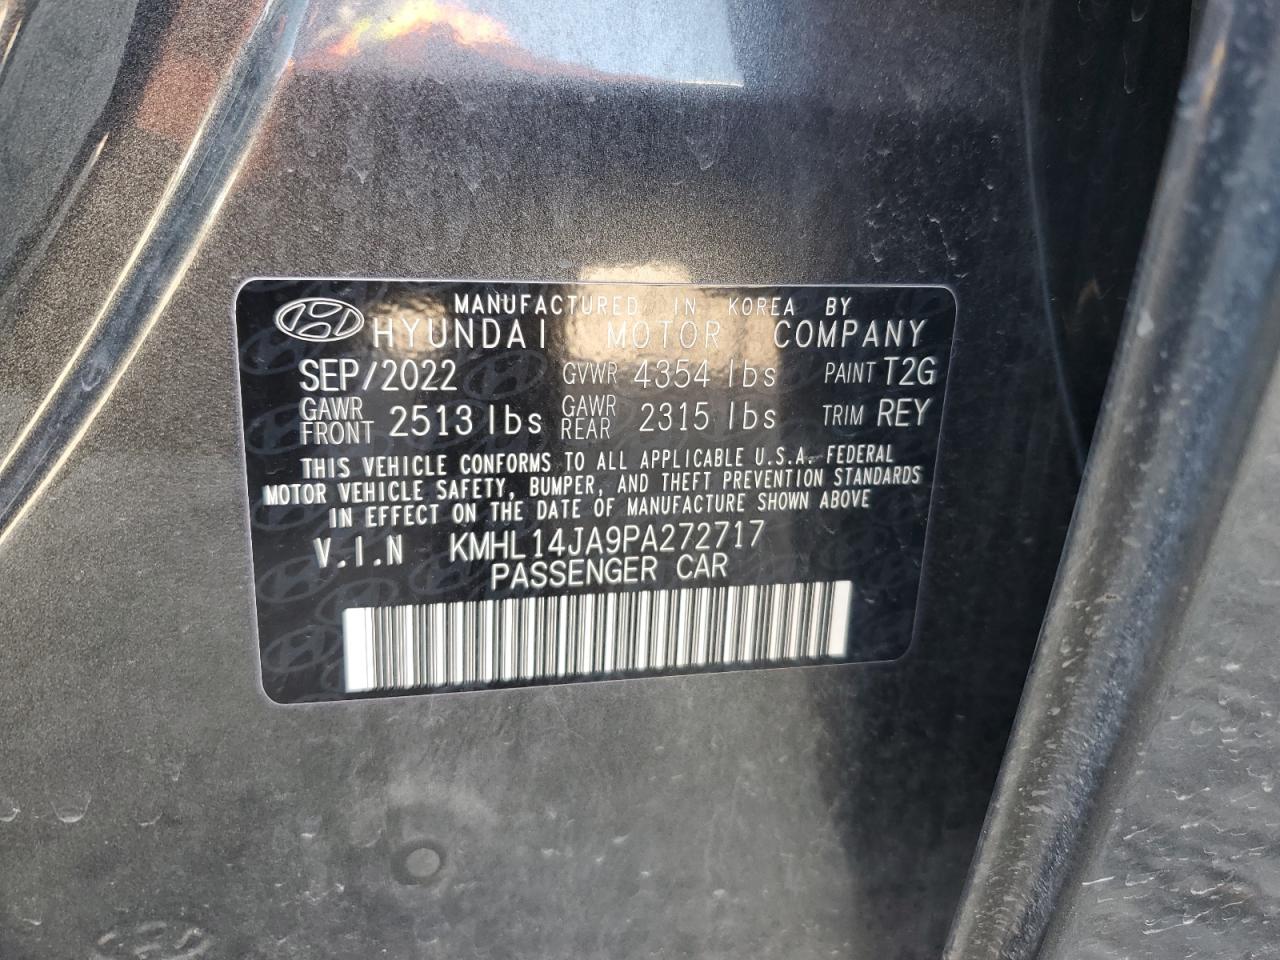 MANUFACTURED IN KOREA BY
HYUNDAI MOTOR COMPANY
SEP/2022 GVWR 4354 lbs PAINT T2G
GAWR FRONT 2513 lbs GAWR REAR 2315 lbs TRIM REY
THIS VEHICLE CONFORMS TO ALL APPLICABLE U.S.A. FEDERAL
MOTOR VEHICLE SAFETY, BUMPER, AND THEFT PREVENTION STANDARDS
IN EFFECT ON THE DATE OF MANUFACTURE SHOWN ABOVE
V.I.N KMHL14JA9PA272717
PASSENGER CAR